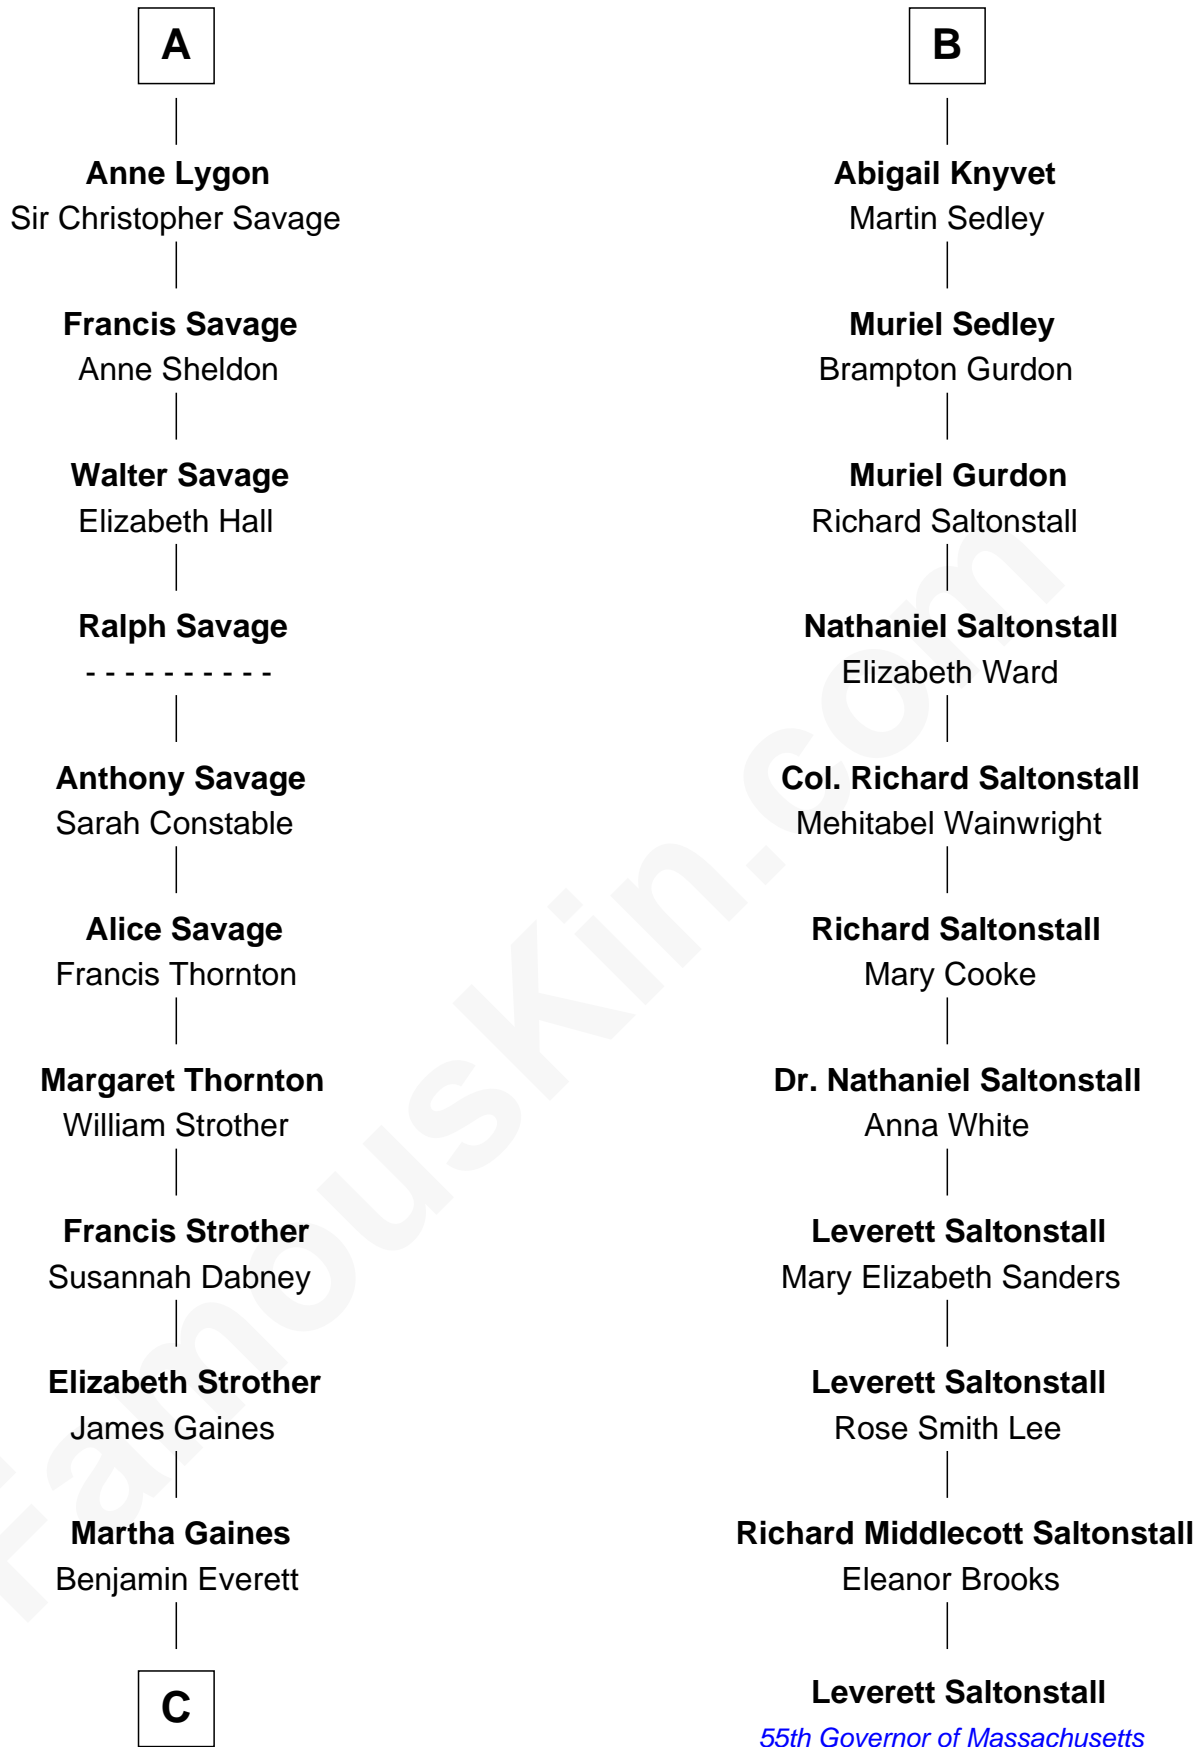 A
Anne Lygon
Sir Christopher Savage
Francis Savage
Anne Sheldon
Walter Savage
Elizabeth Hall
Ralph Savage
- - - - - - - - - -
Anthony Savage
Sarah Constable
Alice Savage
Francis Thornton
Margaret Thornton
William Strother
Francis Strother
Susannah Dabney
Elizabeth Strother
James Gaines
Martha Gaines
Benjamin Everett
C
B
Abigail Knyvet
Martin Sedley
Muriel Sedley
Brampton Gurdon
Muriel Gurdon
Richard Saltonstall
Nathaniel Saltonstall
Elizabeth Ward
Col. Richard Saltonstall
Mehitabel Wainwright
Richard Saltonstall
Mary Cooke
Dr. Nathaniel Saltonstall
Anna White
Leverett Saltonstall
Mary Elizabeth Sanders
Leverett Saltonstall
Rose Smith Lee
Richard Middlecott Saltonstall
Eleanor Brooks
Leverett Saltonstall
55th Governor of Massachusetts
FamousKin.com